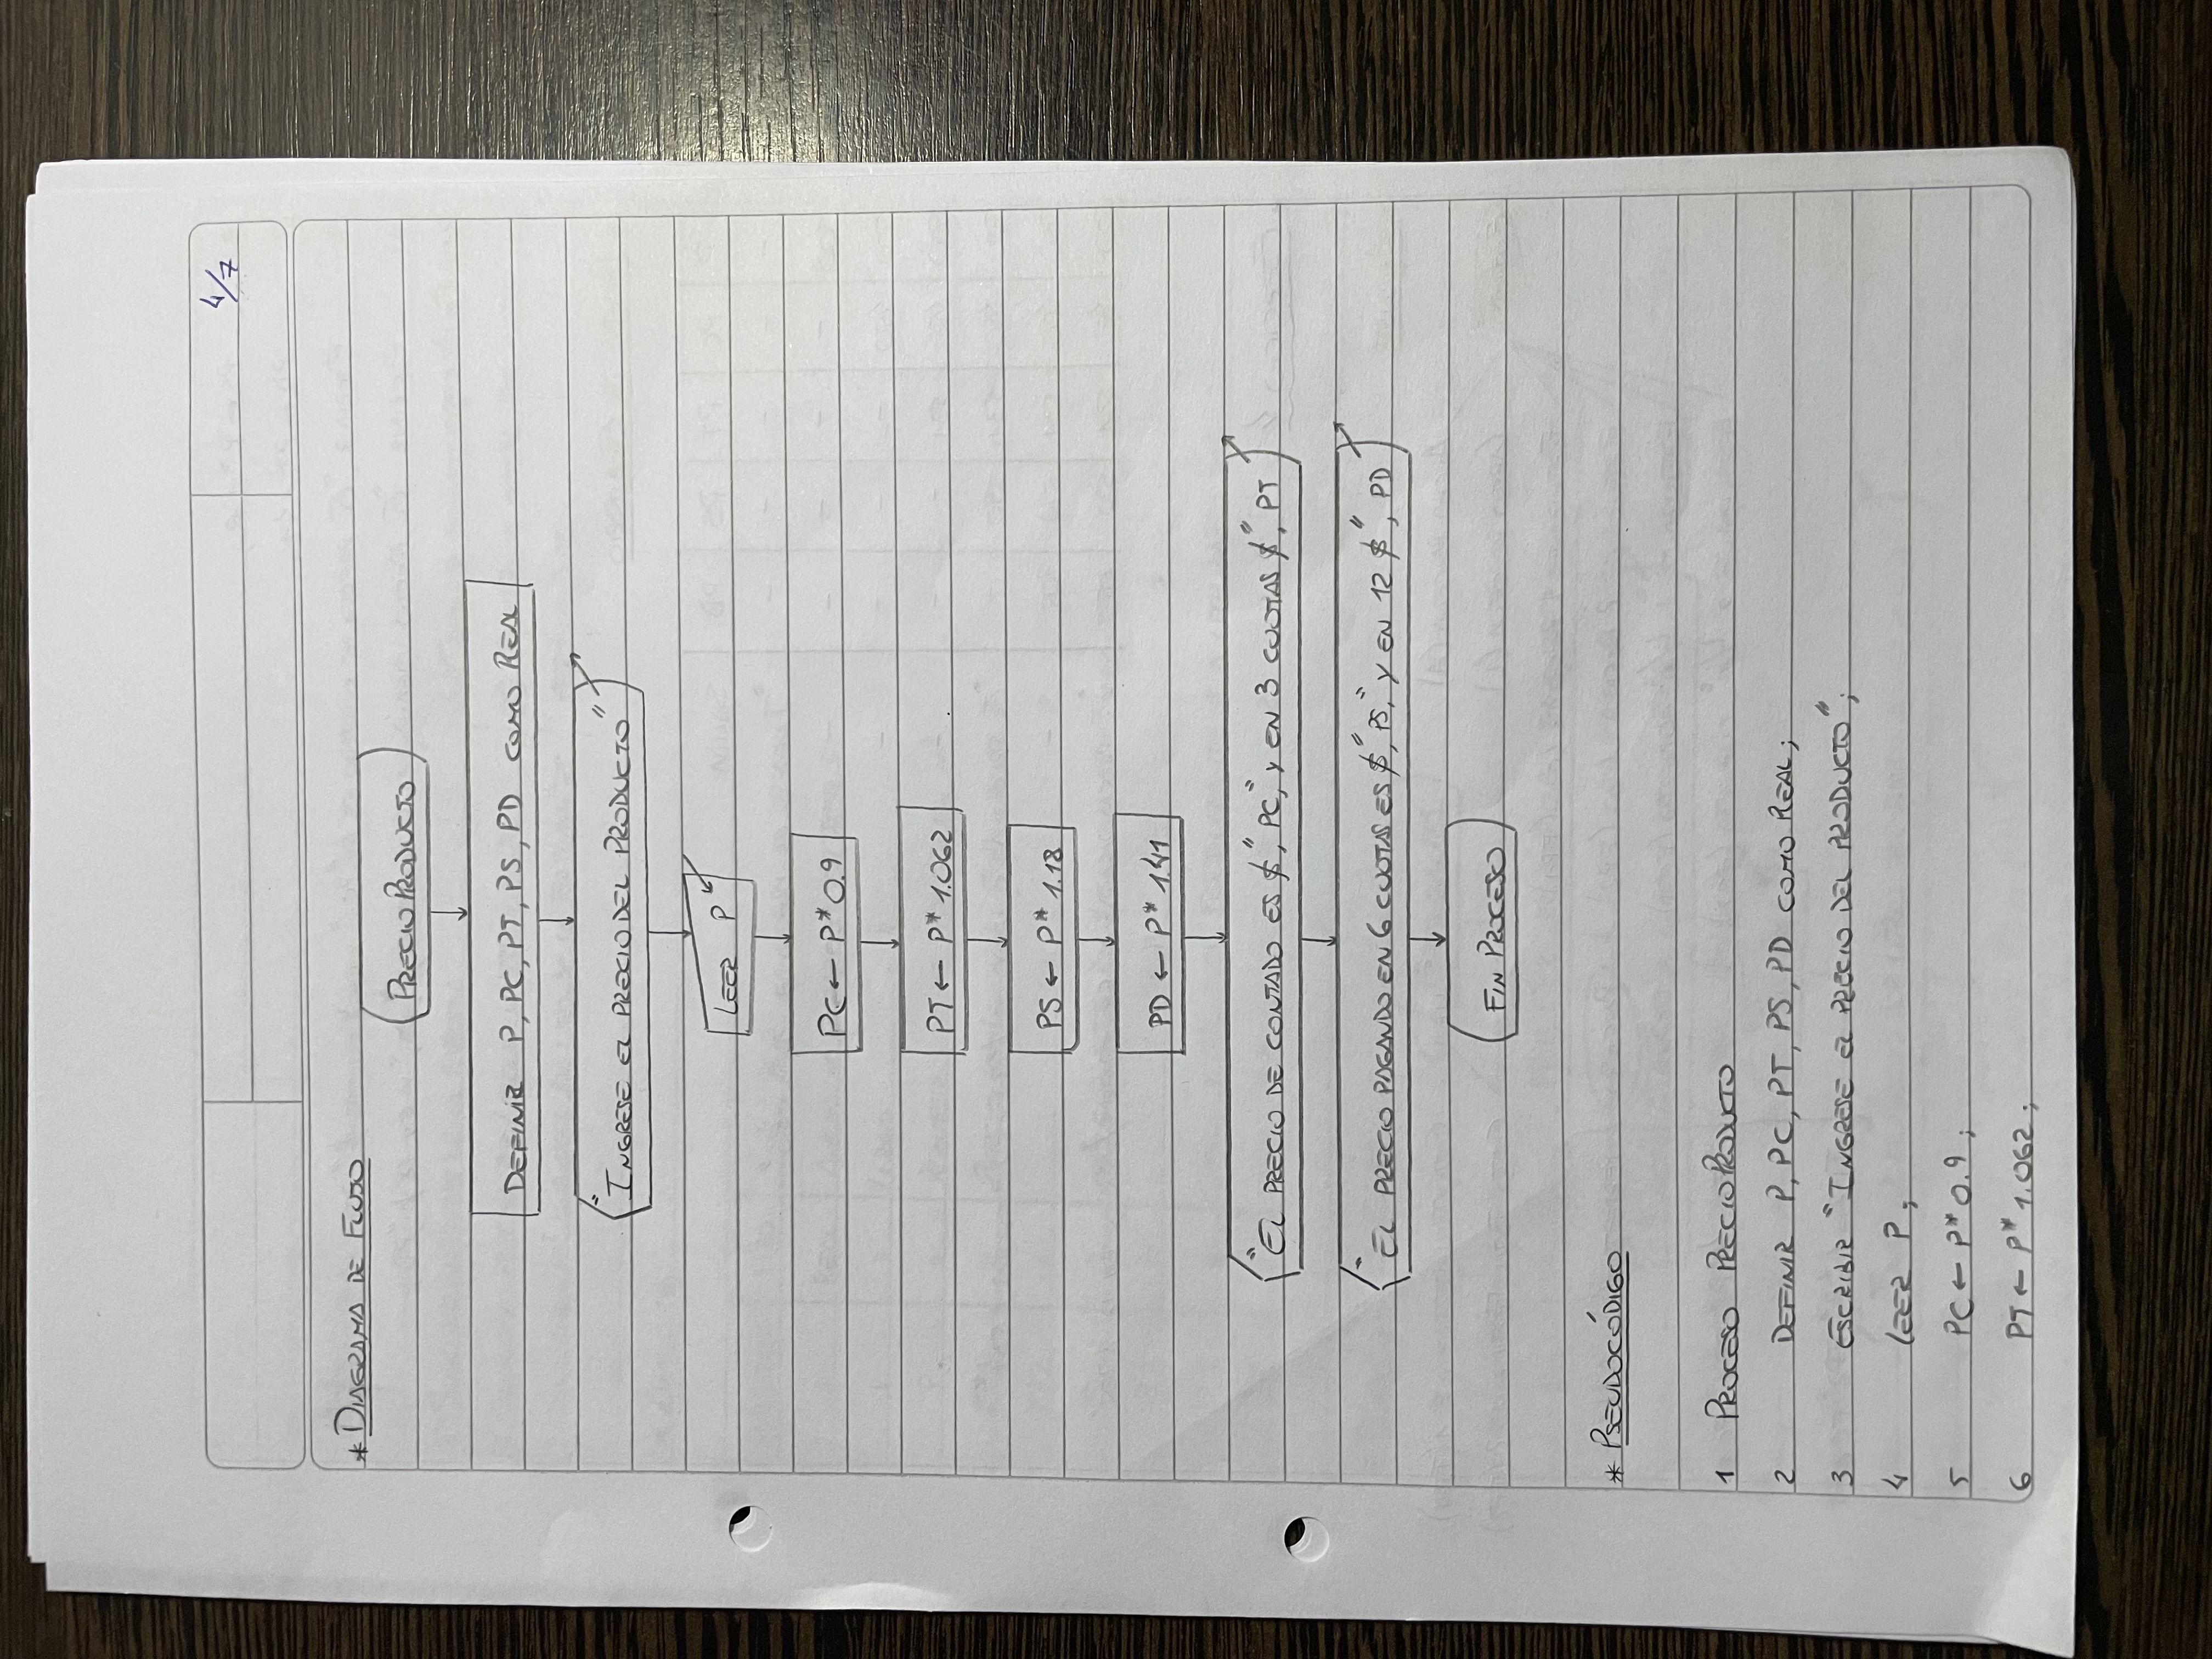 4/7
* DIAGRAMA DE FLUJO
PRECIOPRODUCTO
DEFINIR P, PC, PT, PS, PD COMO REAL
"INGRESE EL PRECIO DEL PRODUCTO"
LEER P
PC ← P* 0.9
PT ← P* 1.062
PS ← P* 1.18
PD ← P* 1.41
"EL PRECIO DE CONTADO ES $", PC, "Y EN 3 CUOTAS $", PT
"EL PRECIO PAGANDO EN 6 CUOTAS ES $", PS, "Y EN 12 $", PD
FIN PROCESO
* PSEUDOCÓDIGO
1 PROCESO PRECIOPRODUCTO
2 DEFINIR P, PC, PT, PS, PD COMO REAL;
3 ESCRIBIR "INGRESE EL PRECIO DEL PRODUCTO";
4 LEER P;
5 PC ← P* 0.9;
6 PT ← P* 1.062;